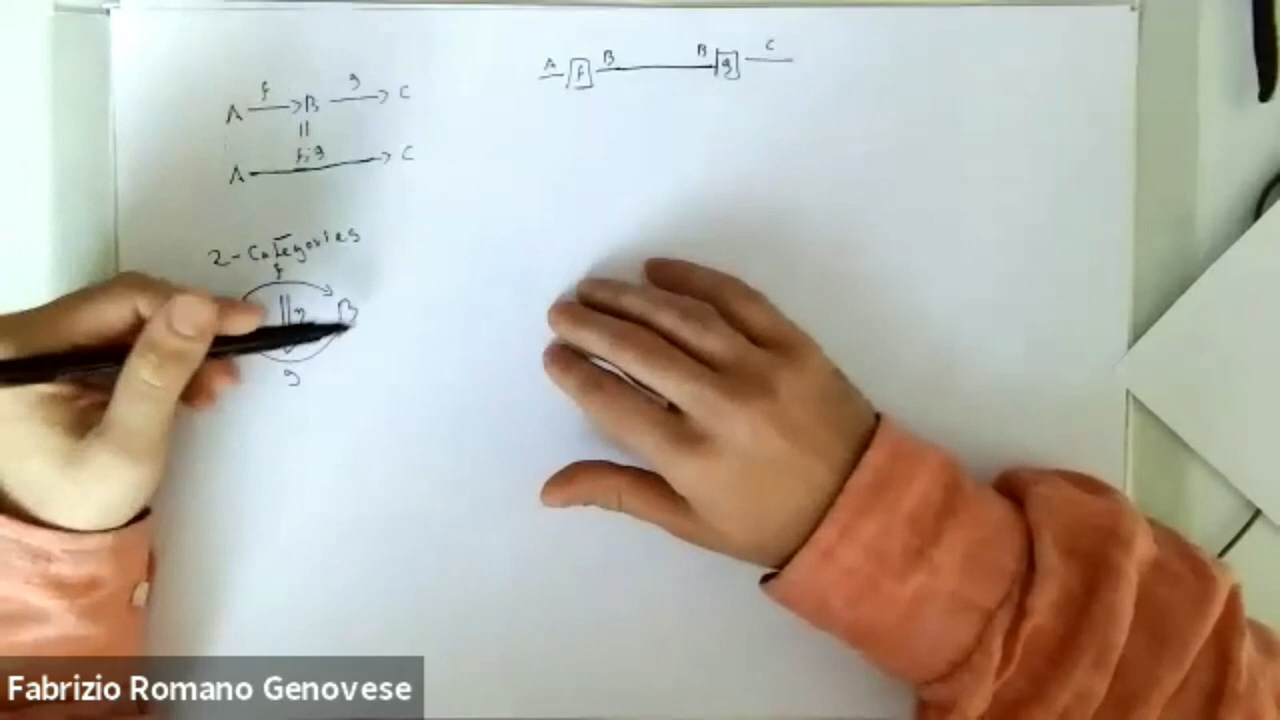 A f B B g C
f g
A → B → C
||
f;g
A → C
2-Categories
f
η B
g
Fabrizio Romano Genovese